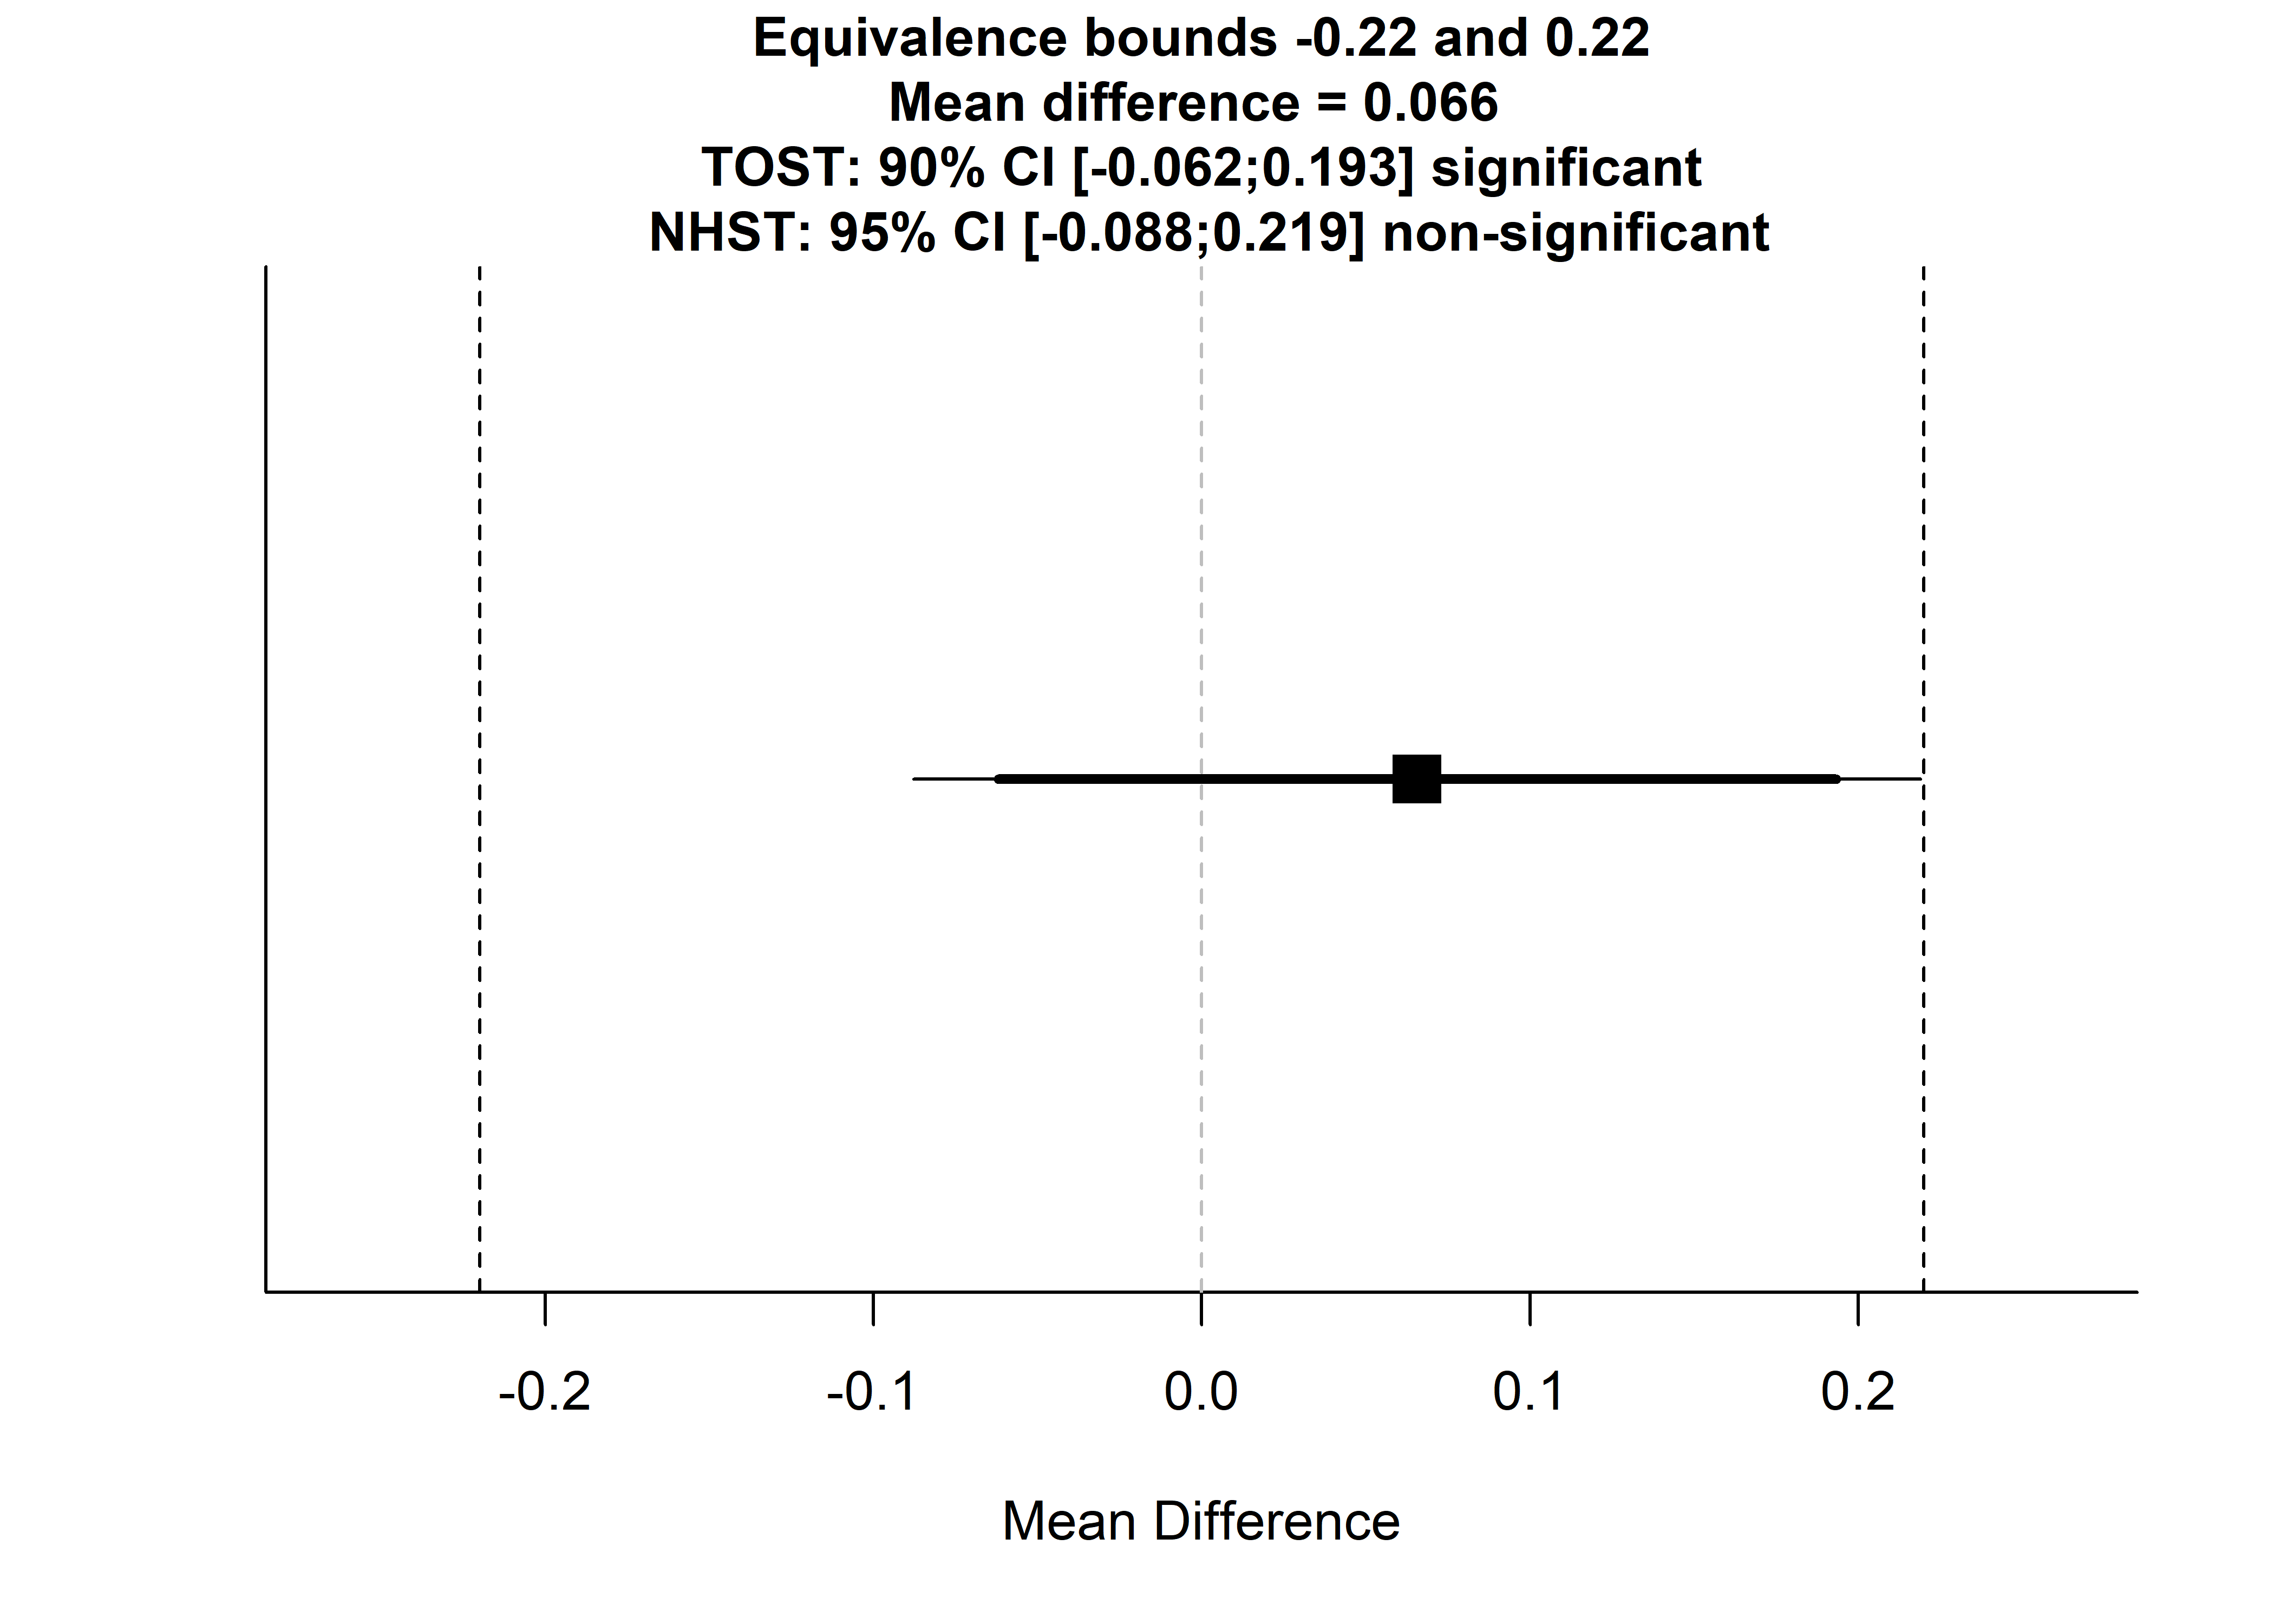 Equivalence bounds -0.22 and 0.22
Mean difference = 0.066
TOST: 90% CI [-0.062;0.193] significant
NHST: 95% CI [-0.088;0.219] non-significant
-0.2 -0.1 0.0 0.1 0.2
Mean Difference